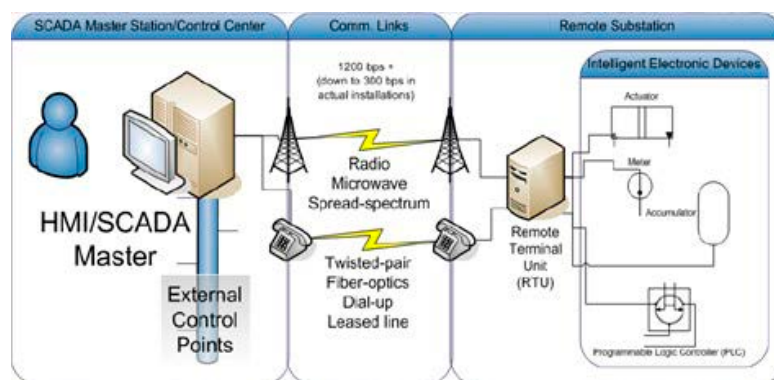 SCADA Master Station/Control Center
Comm. Links
Remote Substation
1200 bps +
(down to 300 bps in
actual installations)
Radio
Microwave
Spread-spectrum
Twisted-pair
Fiber-optics
Dial-up
Leased line
HMI/SCADA
Master
External
Control
Points
Remote
Terminal
Unit
(RTU)
Intelligent Electronic Devices
Actuator
Meter
Accumulator
Programmable Logic Controller (PLC)